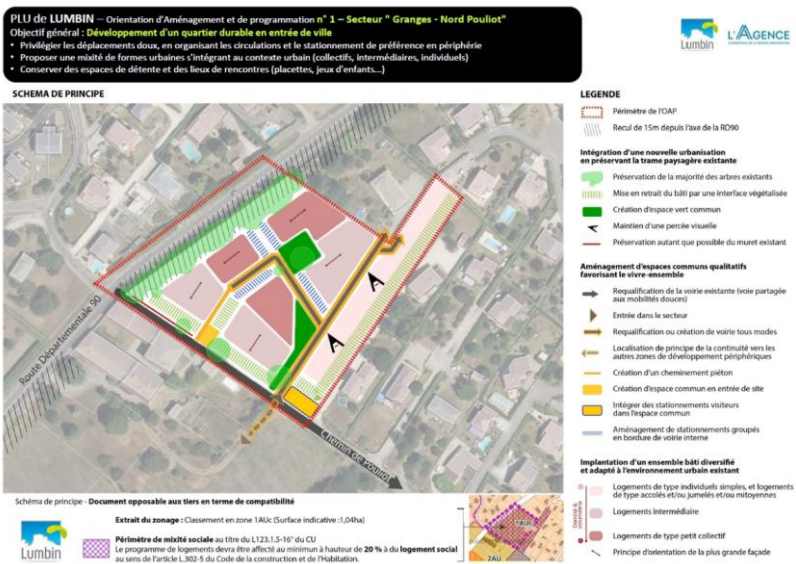 PLU de LUMBIN – Orientation d'Aménagement et de programmation n° 1 – Secteur " Granges - Nord Pouliot"
Objectif général : Développement d'un quartier durable en entrée de ville
• Privilégier les déplacements doux, en organisant les circulations et le stationnement de préférence en périphérie
• Proposer une mixité de formes urbaines s'intégrant au contexte urbain (collectifs, intermédiaires, individuels)
• Conserver des espaces de détente et des lieux de rencontres (placettes, jeux d'enfants...)
Lumbin
L'AGENCE
SCHEMA DE PRINCIPE
Route Départementale 90
Chemin de Pouliot
LEGENDE
Périmètre de l'OAP
Recul de 15m depuis l'axe de la RD90
Intégration d'une nouvelle urbanisation
en préservant la trame paysagère existante
Préservation de la majorité des arbres existants
Mise en retrait du bâti par une interface végétalisée
Création d'espace vert commun
Maintien d'une percée visuelle
Préservation autant que possible du muret existant
Aménagement d'espaces communs qualitatifs
favorisant le vivre-ensemble
Requalification de la voirie existante (voie partagée
aux mobilités douces)
Entrée dans le secteur
Requalification ou création de voirie tous modes
Localisation de principe de la continuité vers les
autres zones de développement périphériques
Création d'un cheminement piéton
Création d'espace commun en entrée de site
Intégrer des stationnements visiteurs
dans l'espace commun
Aménagement de stationnements groupés
en bordure de voirie interne
Implantation d'un ensemble bâti diversifié
et adapté à l'environnement urbain existant
Logements de type individuels simples, et logements
de type accolés et/ou jumelés et/ou mitoyennes
Logements intermédiaire
Logements de type petit collectif
Principe d'orientation de la plus grande façade
Schéma de principe - Document opposable aux tiers en terme de compatibilité
Lumbin
Extrait du zonage : Classement en zone 1AUc (Surface indicative :1,04ha)
Périmètre de mixité sociale au titre du L123.1.5-16° du CU
Le programme de logements devra être affecté au minimum à hauteur de 20 % à du logement social
au sens de l'article L.302-5 du Code de la construction et de l'Habitation.
1AUc
2AU